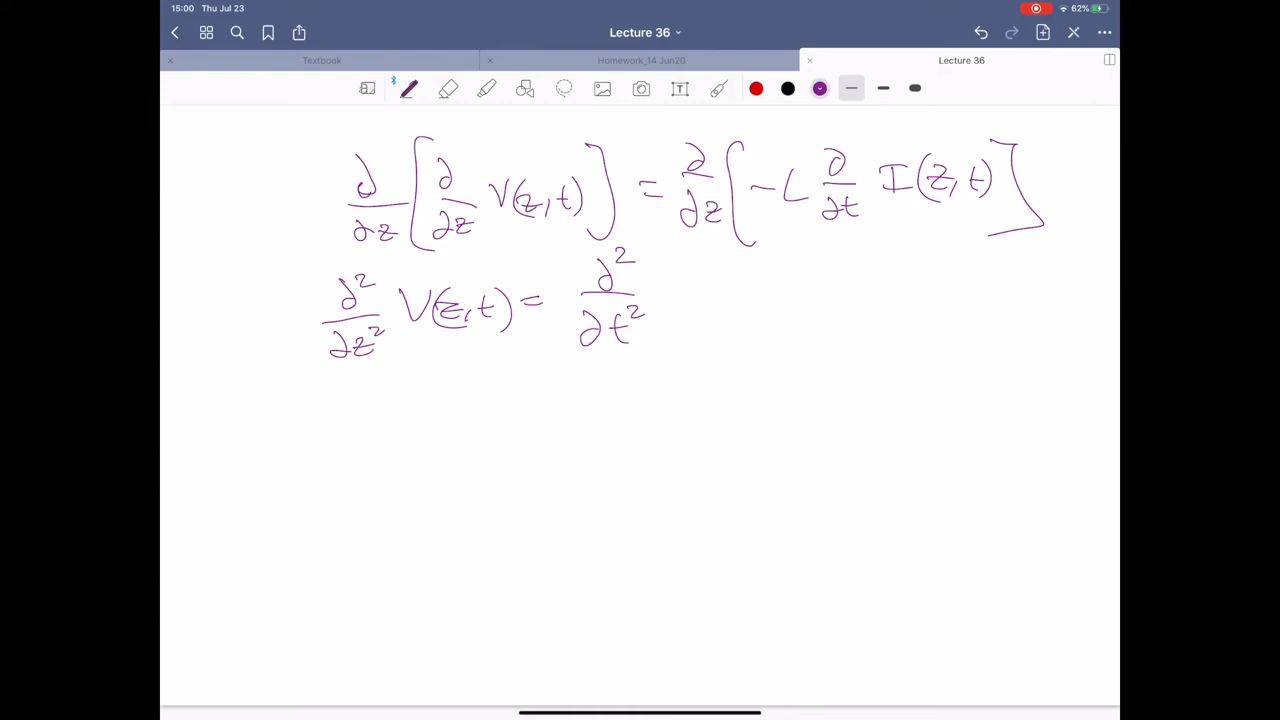 15:00 Thu Jul 23 62%
Lecture 36
Textbook Homework_14 Jun20 Lecture 36
∂/∂z [∂/∂z V(z,t)] = ∂/∂z [-L ∂/∂t I(z,t)]
∂²/∂z² V(z,t) = ∂²/∂t²